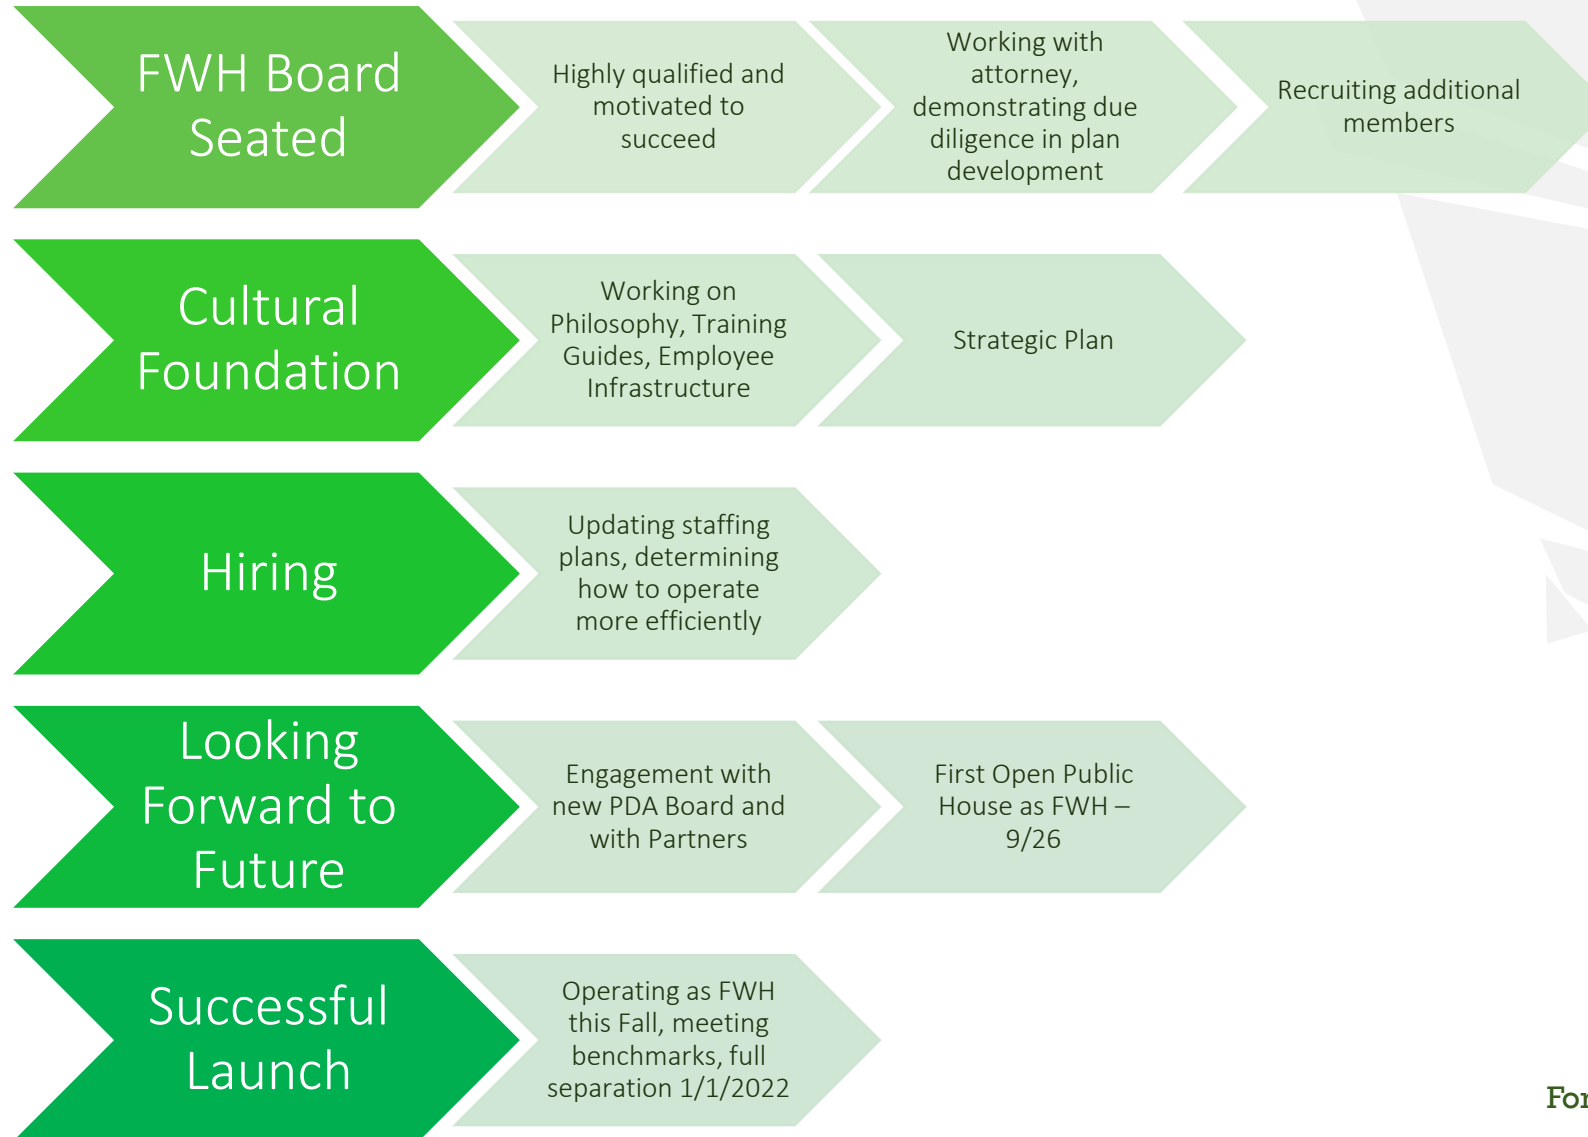 FWH Board
Seated
Highly qualified and
motivated to
succeed
Working with
attorney,
demonstrating due
diligence in plan
development
Recruiting additional
members
Cultural
Foundation
Working on
Philosophy, Training
Guides, Employee
Infrastructure
Strategic Plan
Hiring
Updating staffing
plans, determining
how to operate
more efficiently
Looking
Forward to
Future
Engagement with
new PDA Board and
with Partners
First Open Public
House as FWH –
9/26
Successful
Launch
Operating as FWH
this Fall, meeting
benchmarks, full
separation 1/1/2022